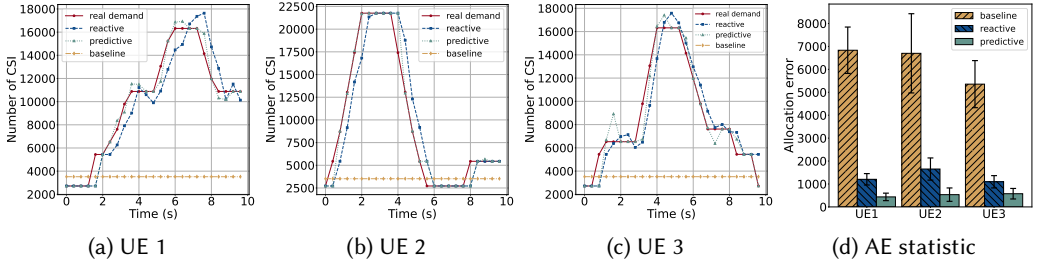 Number of CSI
16000
14000
12000
10000
8000
6000
4000
2000
real demand
reactive
predictive
baseline
0 2 4 6 8 10
Time (s)
(a) UE 1
Number of CSI
22500
20000
17500
15000
12500
10000
7500
5000
2500
real demand
reactive
predictive
baseline
0 2 4 6 8 10
Time (s)
(b) UE 2
Number of CSI
18000
16000
14000
12000
10000
8000
6000
4000
2000
real demand
reactive
predictive
baseline
0 2 4 6 8 10
Time (s)
(c) UE 3
Allocation error
8000
7000
6000
5000
4000
3000
2000
1000
0
baseline
reactive
predictive
UE1 UE2 UE3
(d) AE statistic